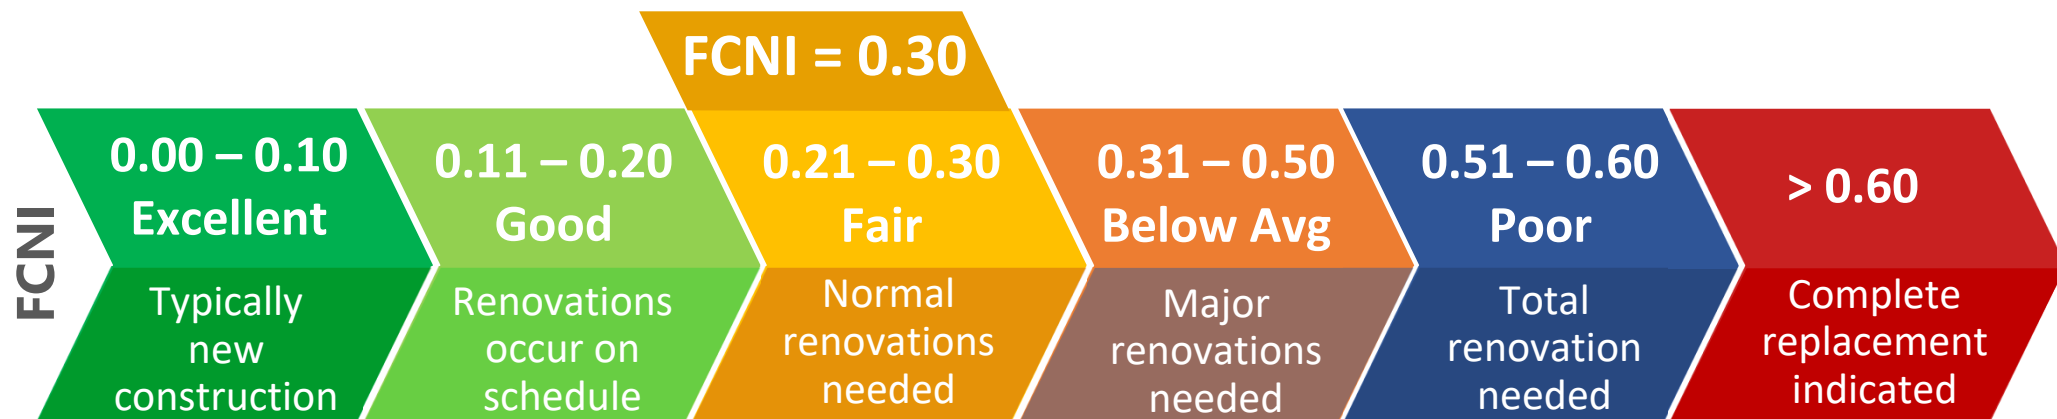 FCNI = 0.30
FCNI
0.00 – 0.10
Excellent
Typically
new
construction
0.11 – 0.20
Good
Renovations
occur on
schedule
0.21 – 0.30
Fair
Normal
renovations
needed
0.31 – 0.50
Below Avg
Major
renovations
needed
0.51 – 0.60
Poor
Total
renovation
needed
> 0.60
Complete
replacement
indicated